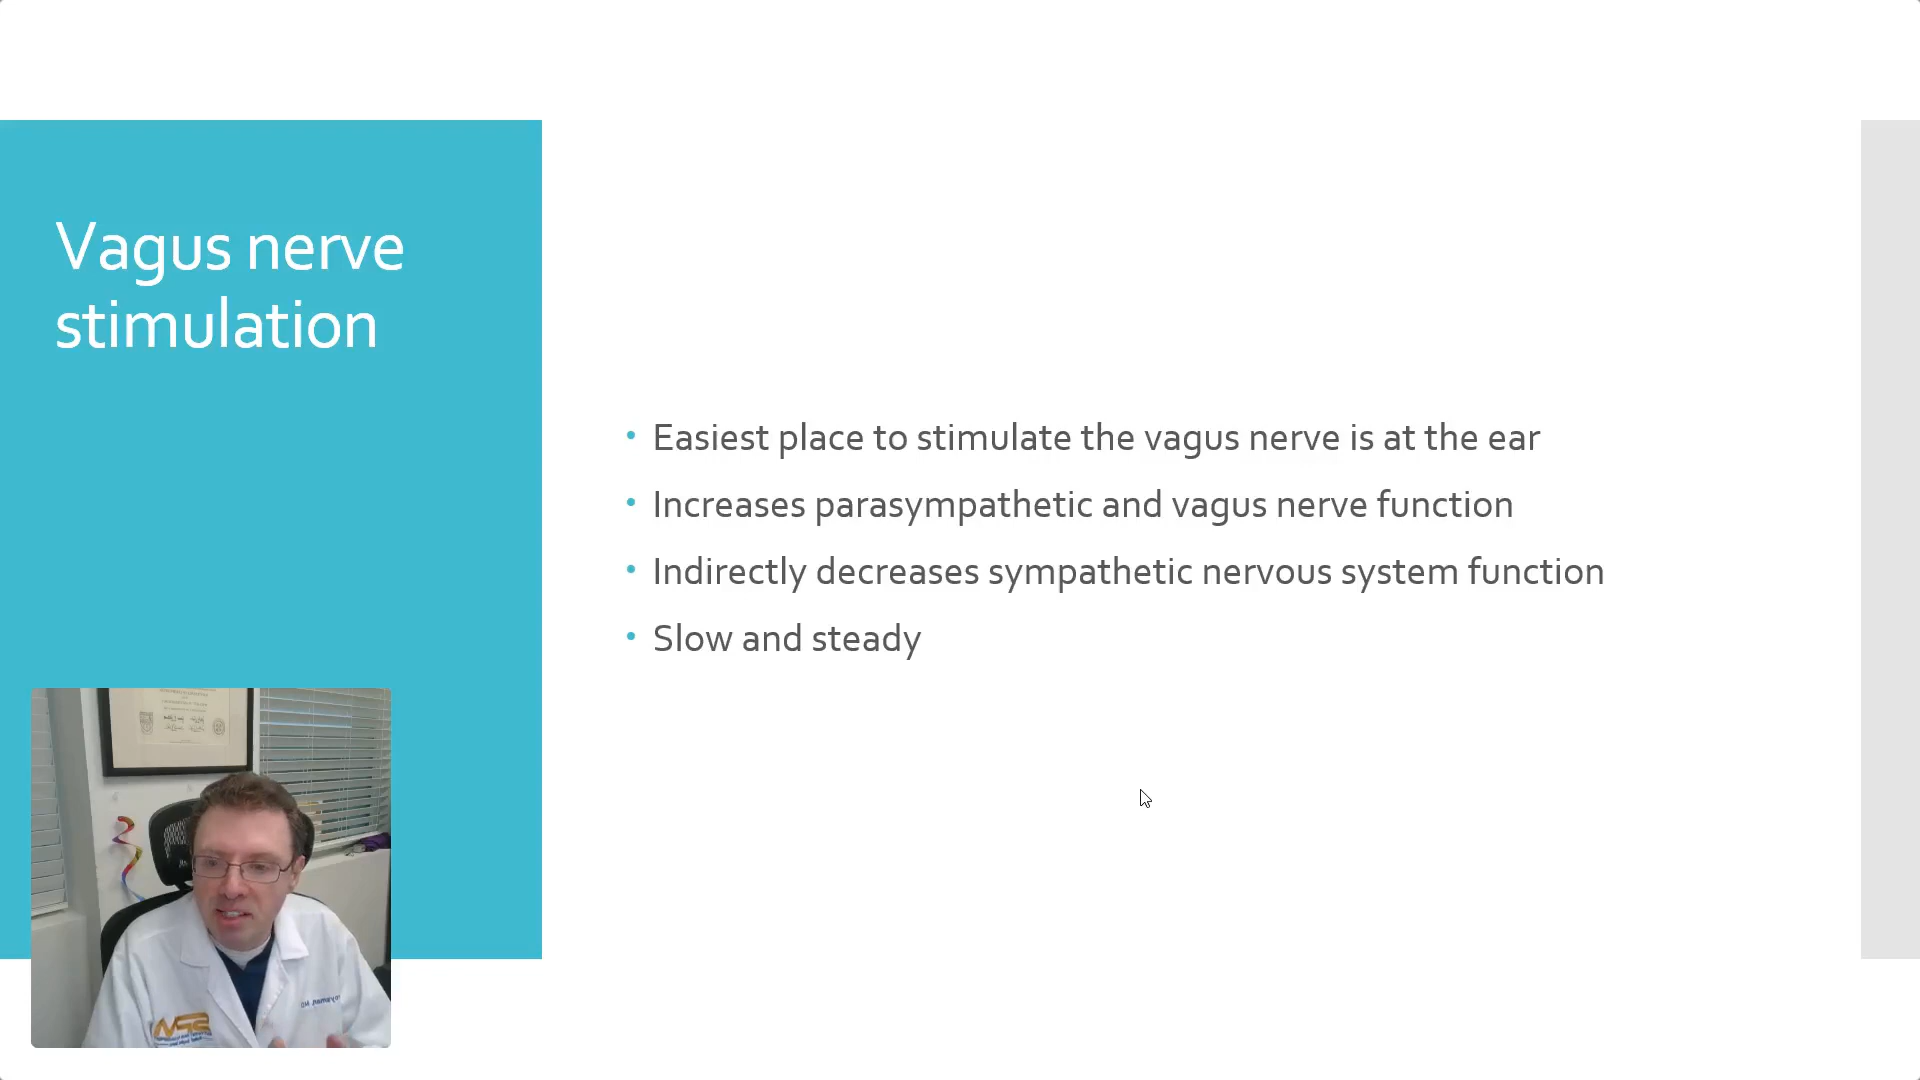 Vagus nerve
stimulation
• Easiest place to stimulate the vagus nerve is at the ear
• Increases parasympathetic and vagus nerve function
• Indirectly decreases sympathetic nervous system function
• Slow and steady